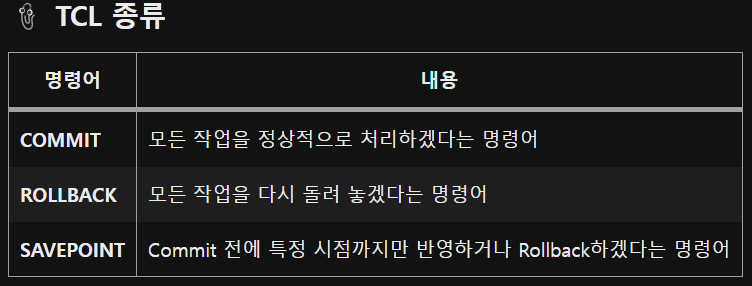 TCL 종류
명령어 내용
COMMIT 모든 작업을 정상적으로 처리하겠다는 명령어
ROLLBACK 모든 작업을 다시 돌려 놓겠다는 명령어
SAVEPOINT Commit 전에 특정 시점까지만 반영하거나 Rollback하겠다는 명령어